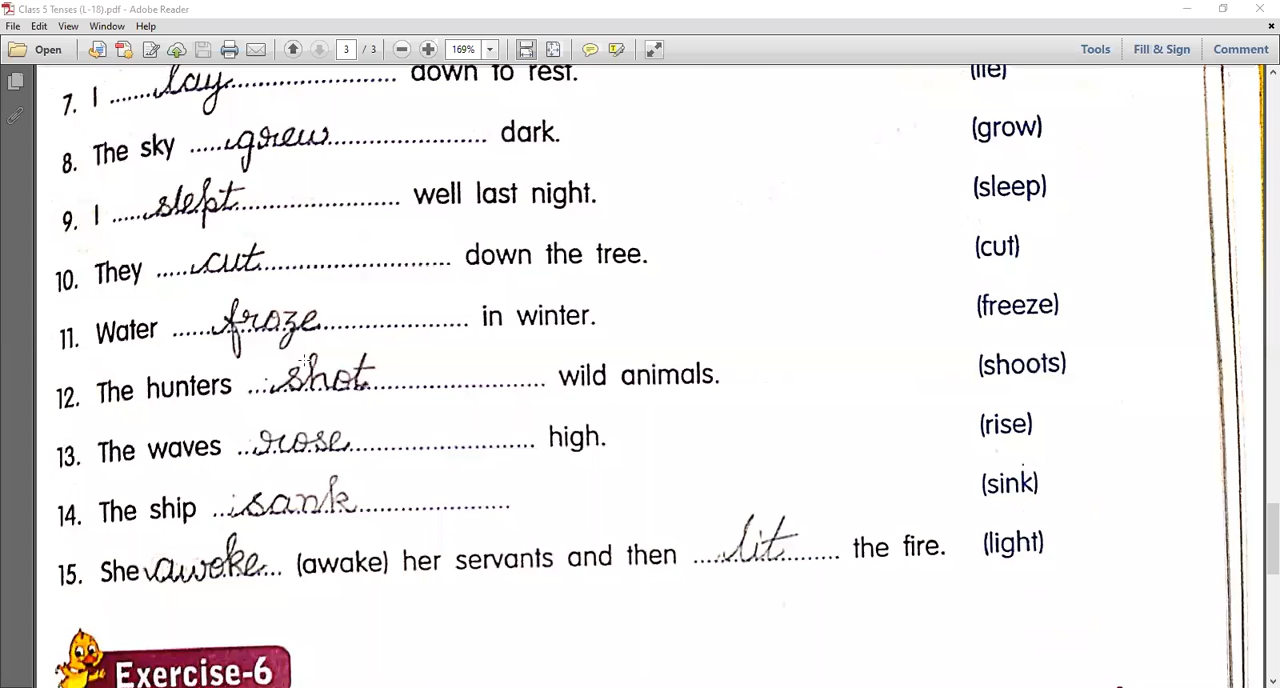 Class 5 Tenses (L-18).pdf - Adobe Reader
File Edit View Window Help
Open 3 / 3 169% Tools Fill & Sign Comment
7. I .......lay........................... down to rest. (lie)
8. The sky .....grew.......................... dark. (grow)
9. I .....slept.......................... well last night. (sleep)
10. They .....cut.............................. down the tree. (cut)
11. Water ......froze........................ in winter. (freeze)
12. The hunters ....shot............................ wild animals. (shoots)
13. The waves ...rose............................. high. (rise)
14. The ship ...sank........................ (sink)
15. She awoke... (awake) her servants and then .....lit....... the fire. (light)
Exercise-6